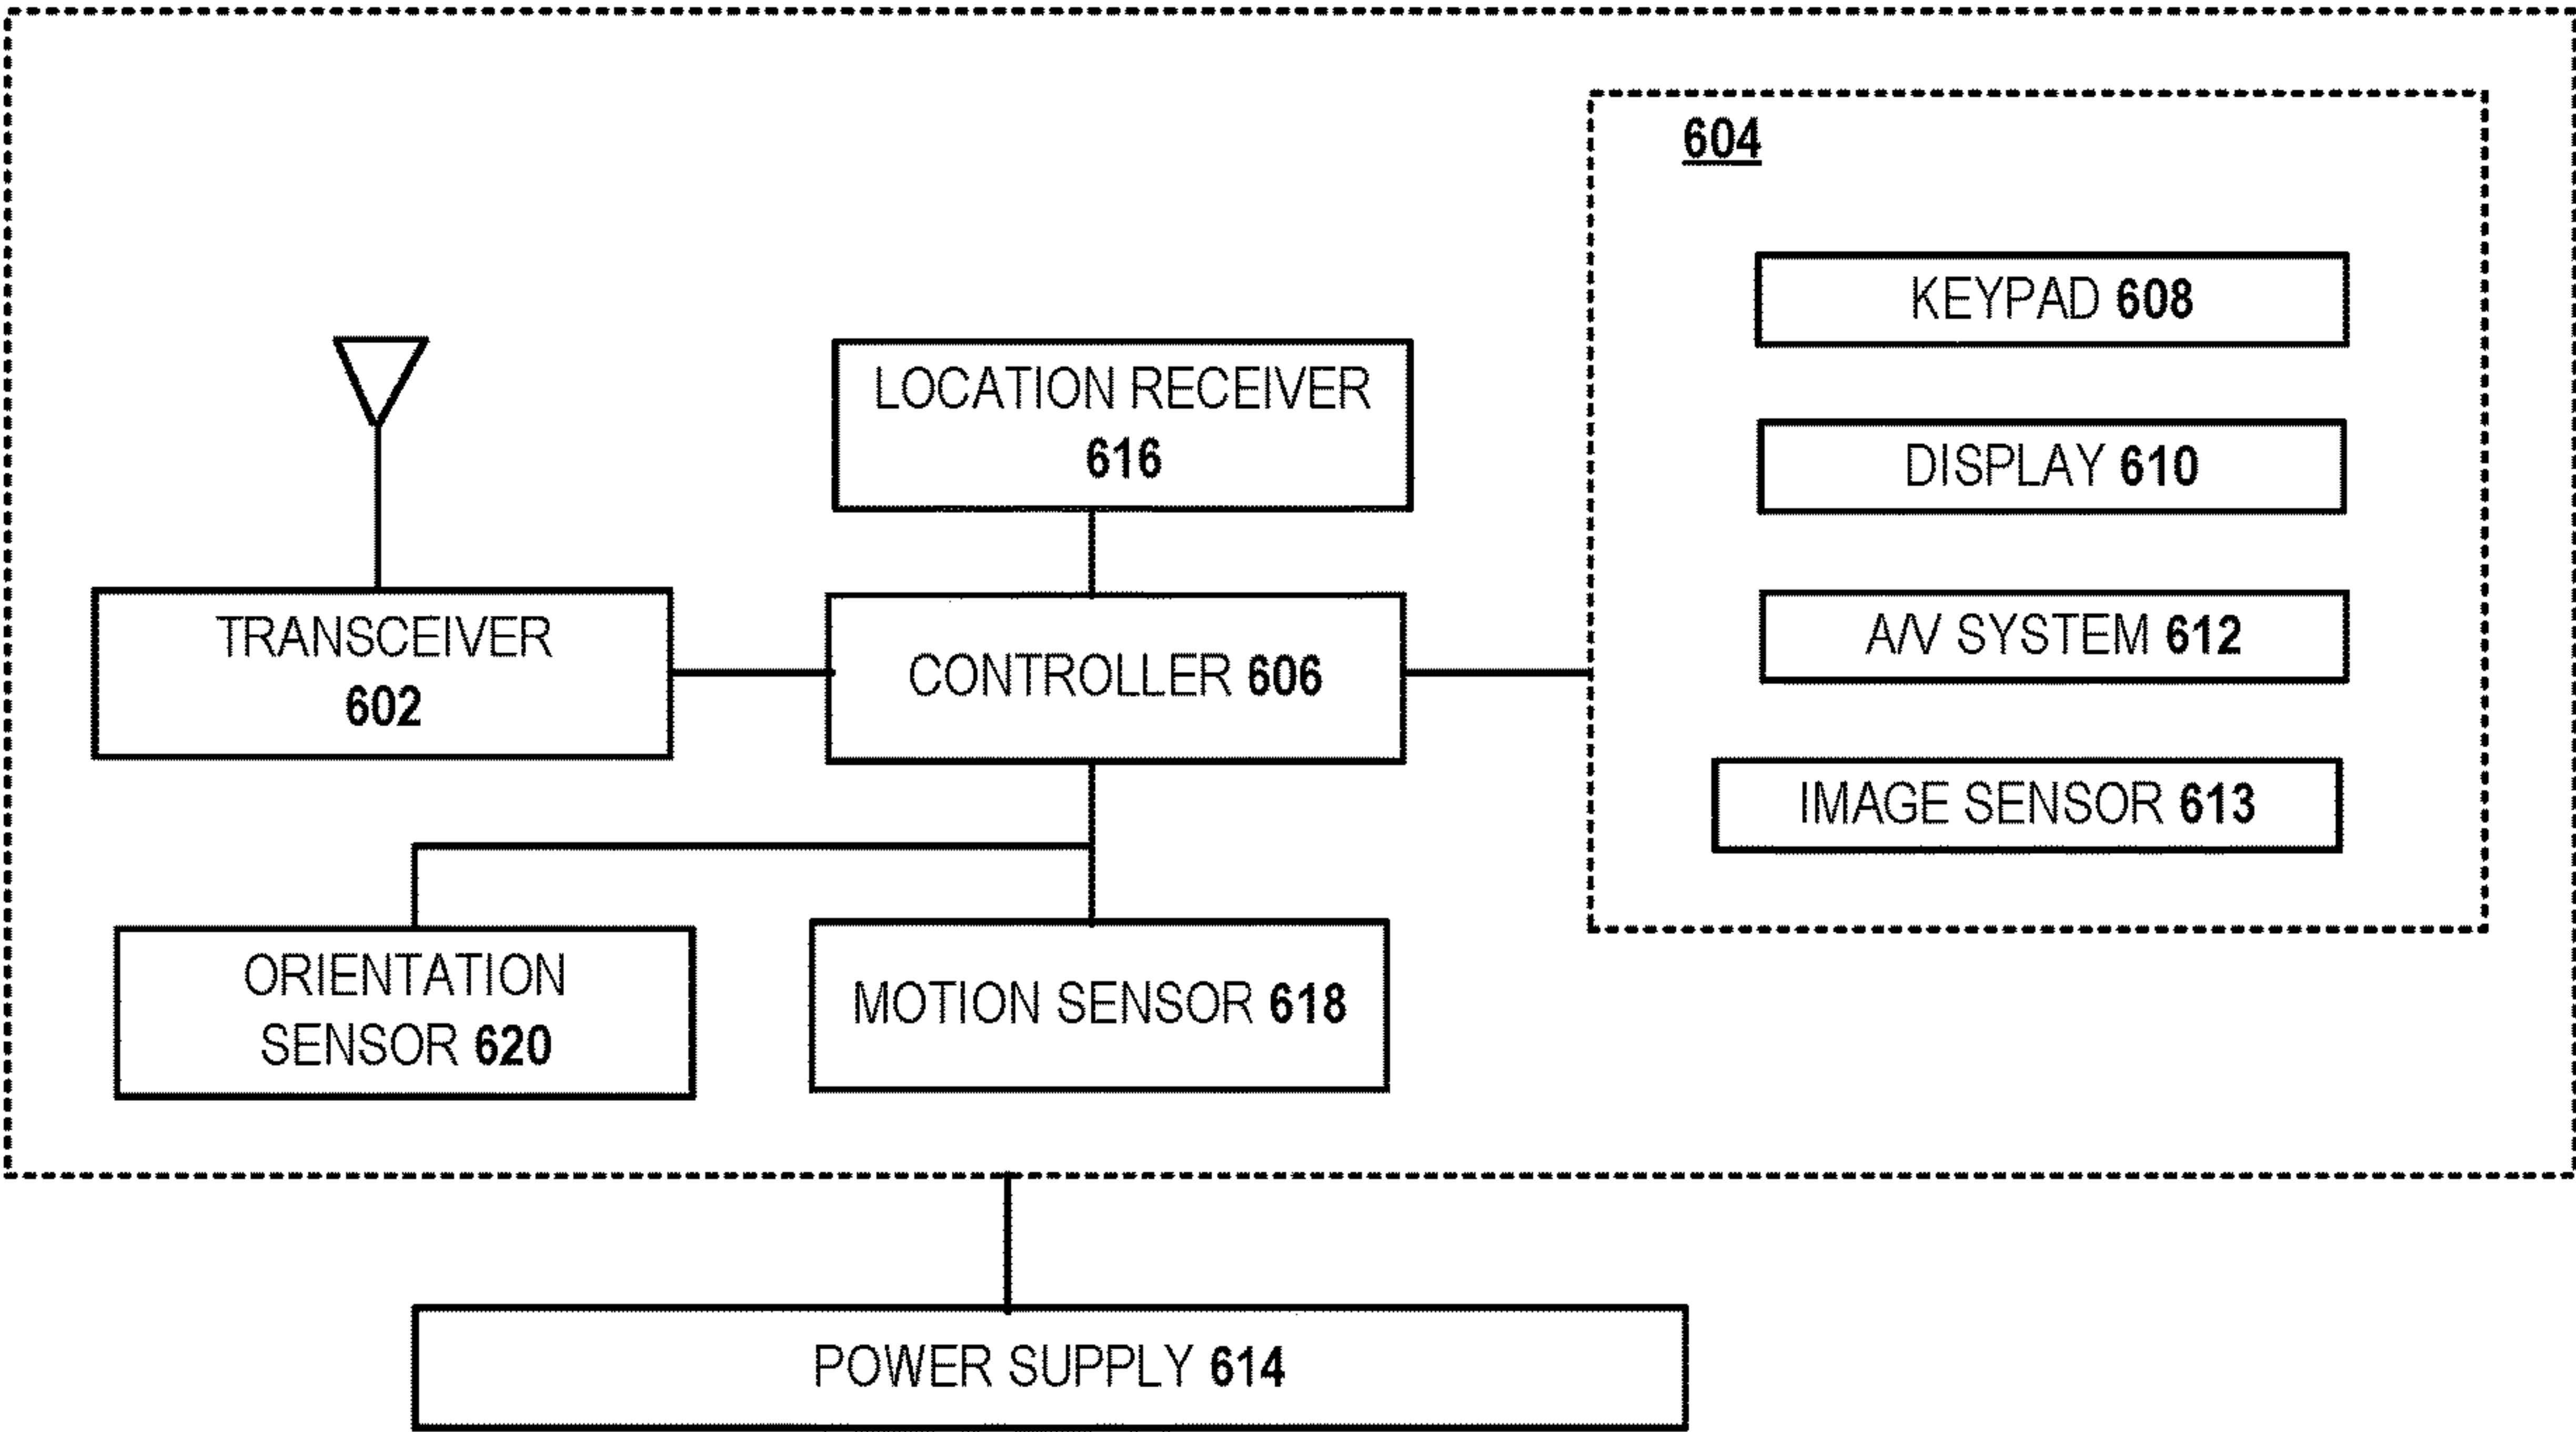 604
KEYPAD 608
LOCATION RECEIVER
616
DISPLAY 610
TRANSCEIVER
602
CONTROLLER 606
A/V SYSTEM 612
IMAGE SENSOR 613
ORIENTATION
SENSOR 620
MOTION SENSOR 618
POWER SUPPLY 614